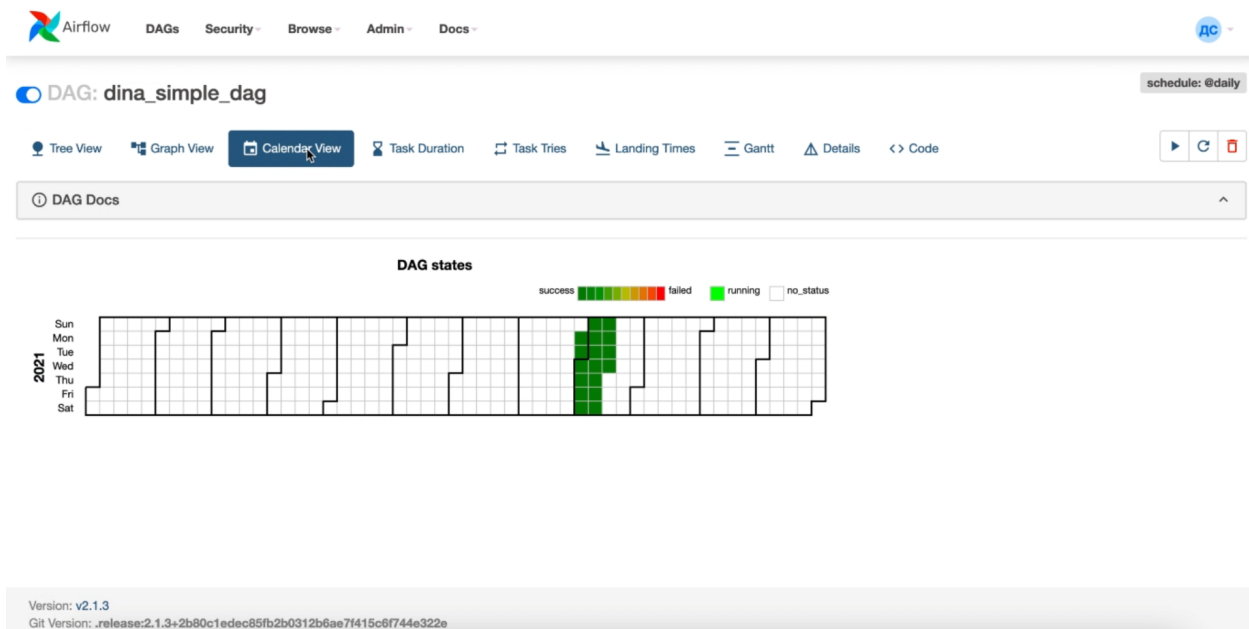 Airflow DAGs Security Browse Admin Docs ДС
DAG: dina_simple_dag
schedule: @daily
Tree View Graph View Calendar View Task Duration Task Tries Landing Times Gantt Details <> Code
DAG Docs
DAG states
success failed running no_status
2021
Sun
Mon
Tue
Wed
Thu
Fri
Sat
Version: v2.1.3
Git Version: .release:2.1.3+2b80c1edec85fb2b0312b6ae7f415c6f744e322e